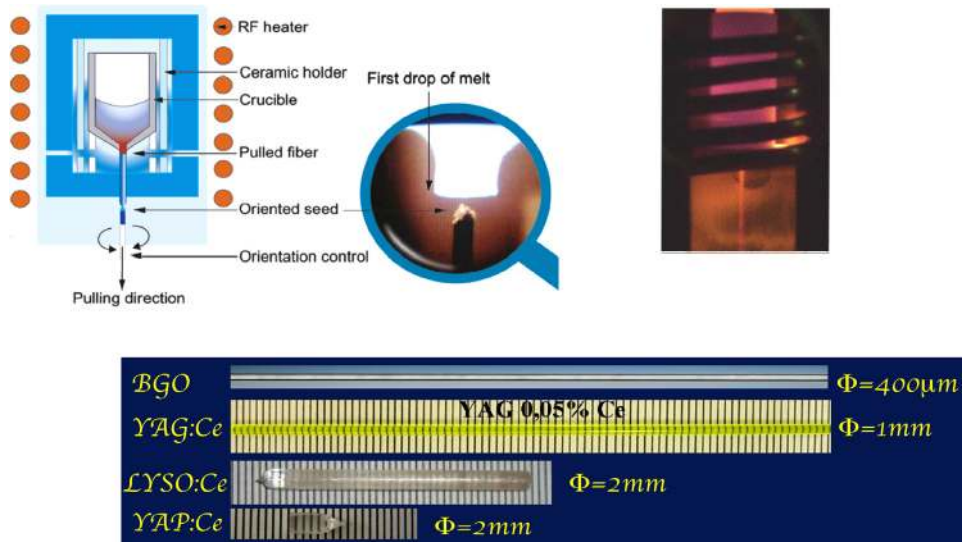 RF heater
Ceramic holder
Crucible
Pulled fiber
Oriented seed
Orientation control
Pulling direction
First drop of melt
BGO
Φ=400μm
YAG 0,05% Ce
YAG:Ce
Φ=1mm
LYSO:Ce
Φ=2mm
YAP:Ce
Φ=2mm